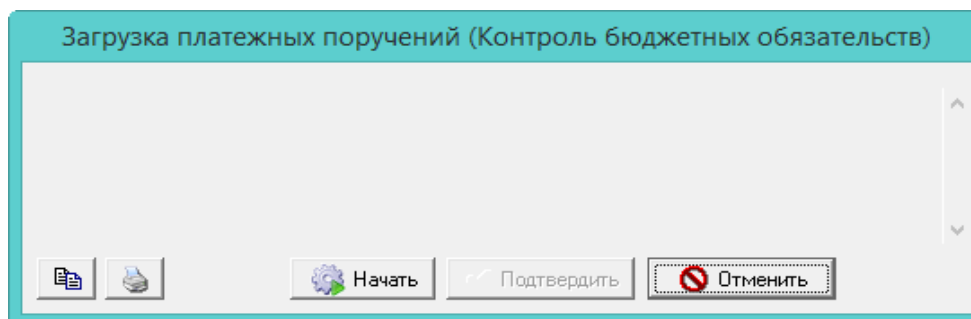 Загрузка платежных поручений (Контроль бюджетных обязательств)
Начать Подтвердить Отменить